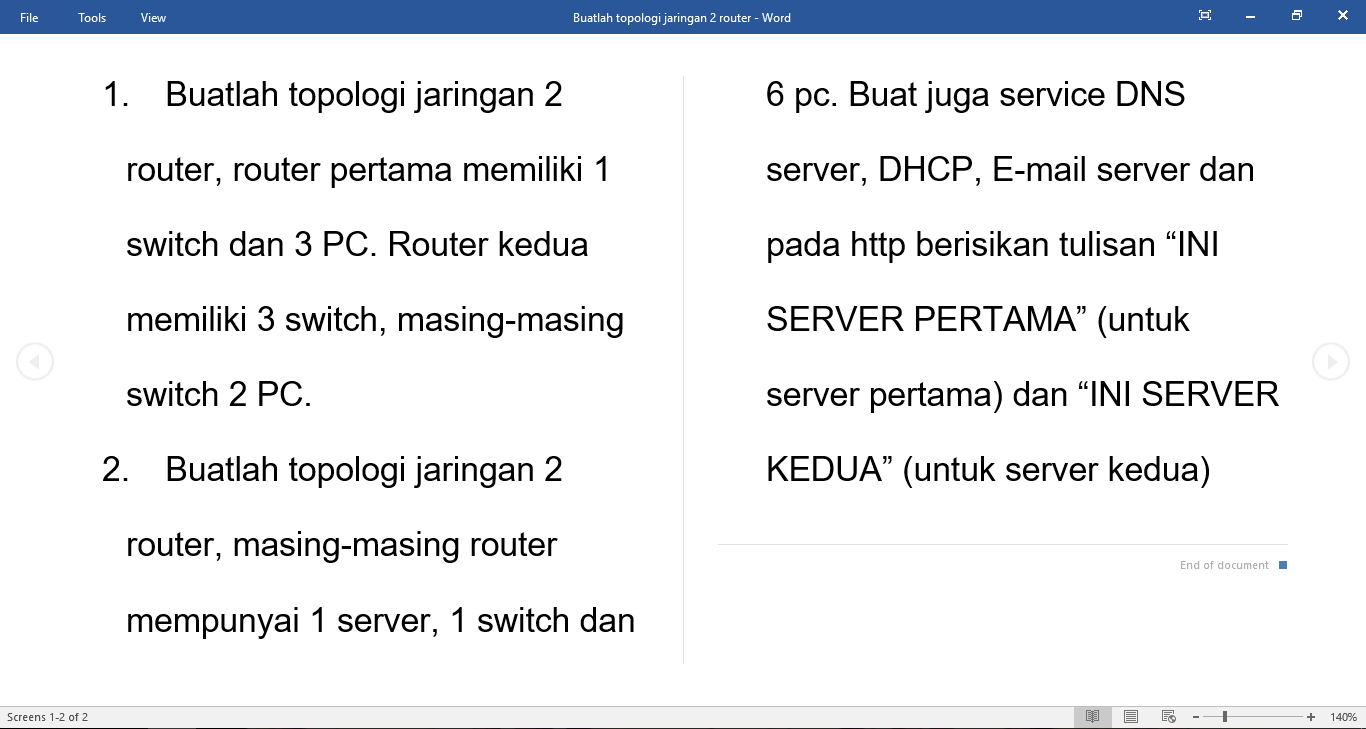 File Tools View Buatlah topologi jaringan 2 router - Word
1. Buatlah topologi jaringan 2
router, router pertama memiliki 1
switch dan 3 PC. Router kedua
memiliki 3 switch, masing-masing
switch 2 PC.
2. Buatlah topologi jaringan 2
router, masing-masing router
mempunyai 1 server, 1 switch dan
6 pc. Buat juga service DNS
server, DHCP, E-mail server dan
pada http berisikan tulisan “INI
SERVER PERTAMA” (untuk
server pertama) dan “INI SERVER
KEDUA” (untuk server kedua)
End of document
Screens 1-2 of 2 140%